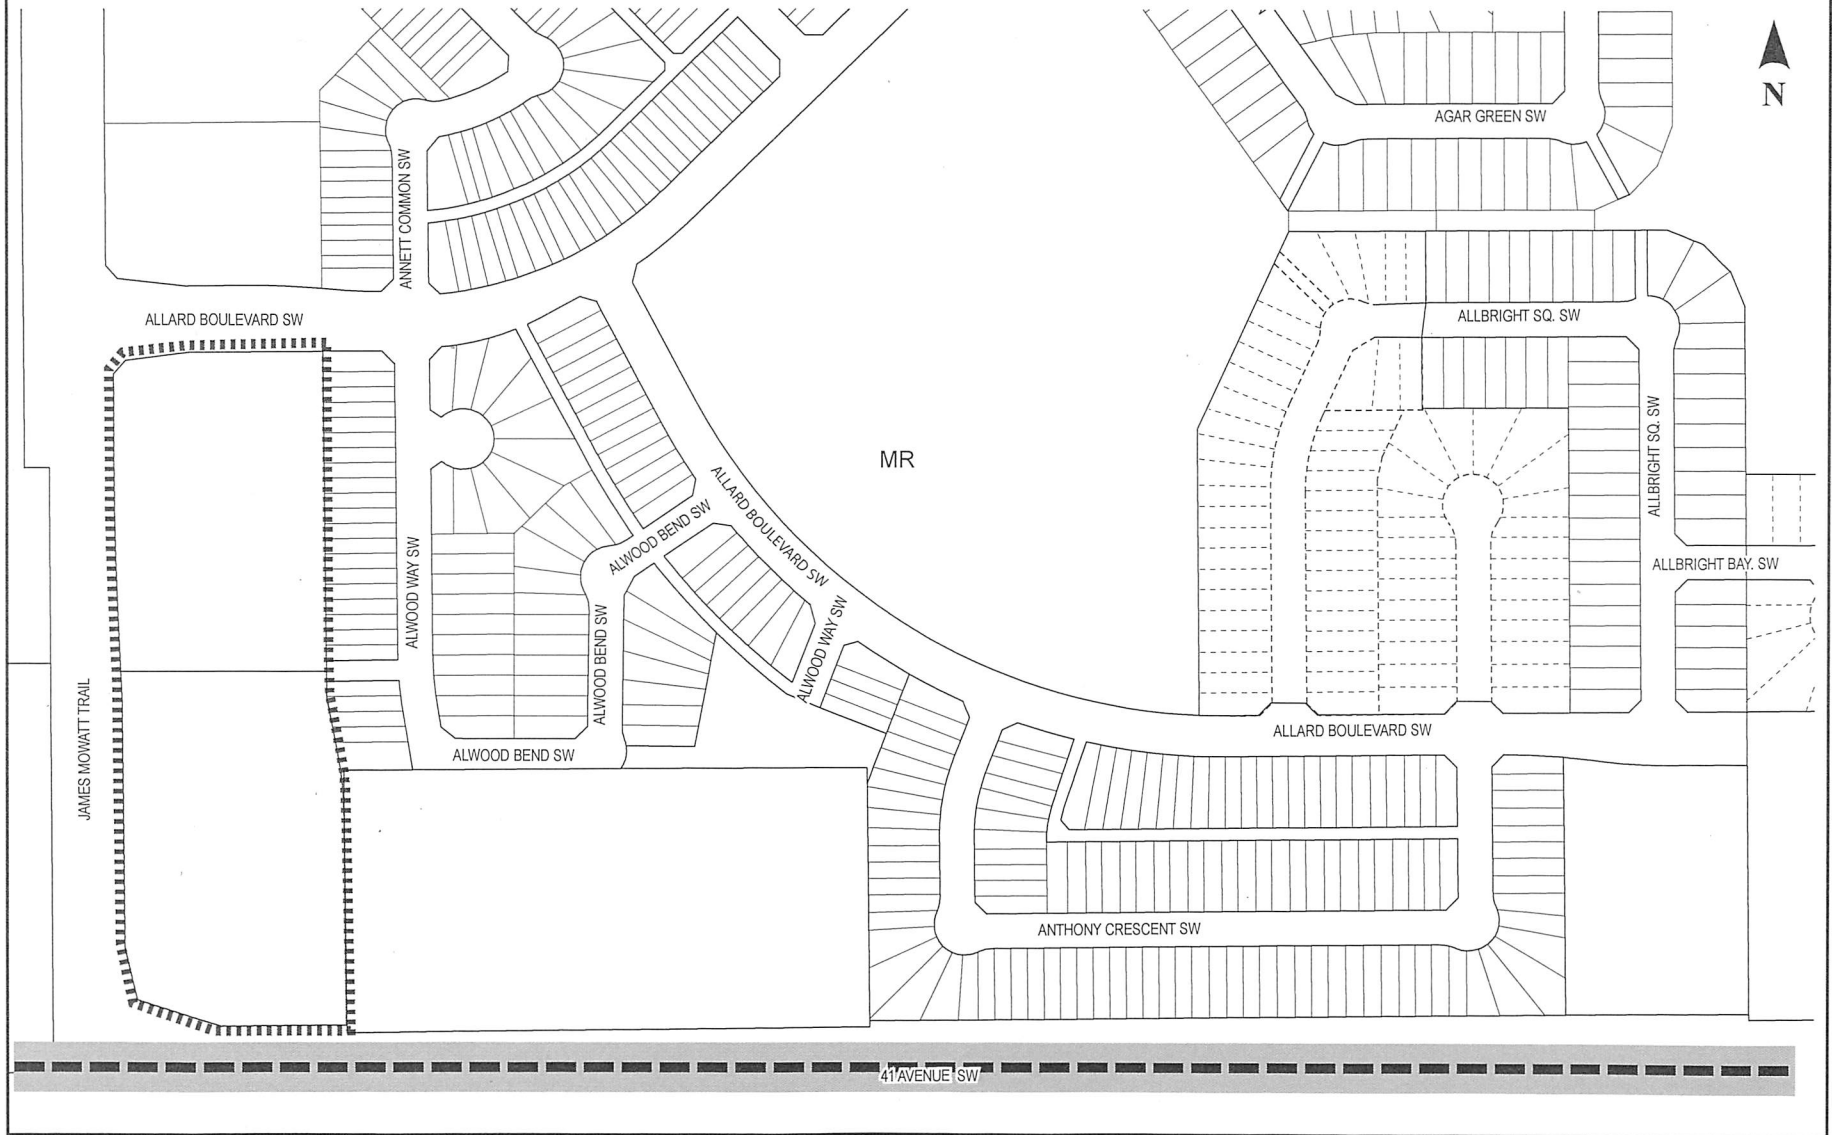 N
AGAR GREEN SW
ANNETT COMMON SW
ALLARD BOULEVARD SW
ALLBRIGHT SQ. SW
ALLBRIGHT SQ. SW
MR
ALLARD BOULEVARD SW
ALWOOD BEND SW
ALWOOD WAY SW
ALLBRIGHT BAY. SW
ALWOOD BEND SW
ALWOOD WAY SW
JAMES MOWATT TRAIL
ALWOOD BEND SW
ALLARD BOULEVARD SW
ANTHONY CRESCENT SW
41 AVENUE SW